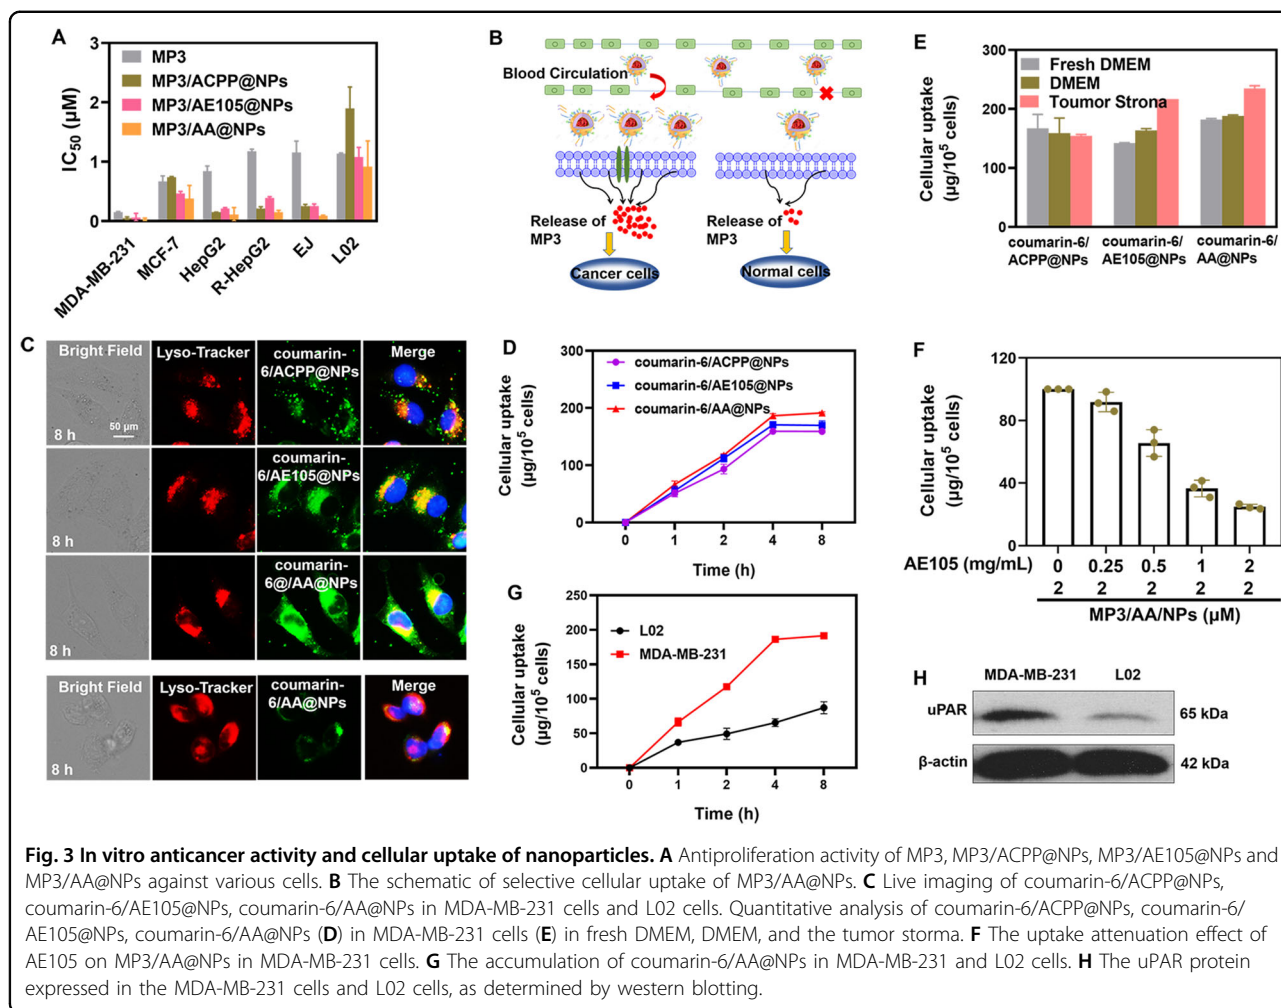 A
3
2
1
0
IC50 (μM)
MP3
MP3/ACPP@NPs
MP3/AE105@NPs
MP3/AA@NPs
MDA-MB-231
MCF-7
HepG2
R-HepG2
EJ
L02
B
Blood Circulation
Release of
MP3
Cancer cells
Release of
MP3
Normal cells
E
300
200
100
0
Cellular uptake
(μg/10^5 cells)
Fresh DMEM
DMEM
Toumor Strona
coumarin-6/
ACPP@NPs
coumarin-6/
AE105@NPs
coumarin-6/
AA@NPs
C
Bright Field
Lyso-Tracker
coumarin-
6/ACPP@NPs
Merge
50 μm
8 h
coumarin-
6/AE105@NPs
8 h
coumarin-
6@/AA@NPs
8 h
Bright Field
Lyso-Tracker
coumarin-
6/AA@NPs
Merge
8 h
D
300
200
100
0
Cellular uptake
(μg/10^5 cells)
coumarin-6/ACPP@NPs
coumarin-6/AE105@NPs
coumarin-6/AA@NPs
0 1 2 4 8
Time (h)
F
120
80
40
0
Cellular uptake
(μg/10^5 cells)
AE105 (mg/mL) 0 0.25 0.5 1 2
2 2 2 2 2
MP3/AA/NPs (μM)
G
250
200
150
100
50
0
Cellular uptake
(μg/10^5 cells)
L02
MDA-MB-231
0 1 2 4 8
Time (h)
H
MDA-MB-231 L02
uPAR 65 kDa
β-actin 42 kDa
Fig. 3 In vitro anticancer activity and cellular uptake of nanoparticles. A Antiproliferation activity of MP3, MP3/ACPP@NPs, MP3/AE105@NPs and
MP3/AA@NPs against various cells. B The schematic of selective cellular uptake of MP3/AA@NPs. C Live imaging of coumarin-6/ACPP@NPs,
coumarin-6/AE105@NPs, coumarin-6/AA@NPs in MDA-MB-231 cells and L02 cells. Quantitative analysis of coumarin-6/ACPP@NPs, coumarin-6/
AE105@NPs, coumarin-6/AA@NPs (D) in MDA-MB-231 cells (E) in fresh DMEM, DMEM, and the tumor storma. F The uptake attenuation effect of
AE105 on MP3/AA@NPs in MDA-MB-231 cells. G The accumulation of coumarin-6/AA@NPs in MDA-MB-231 and L02 cells. H The uPAR protein
expressed in the MDA-MB-231 cells and L02 cells, as determined by western blotting.